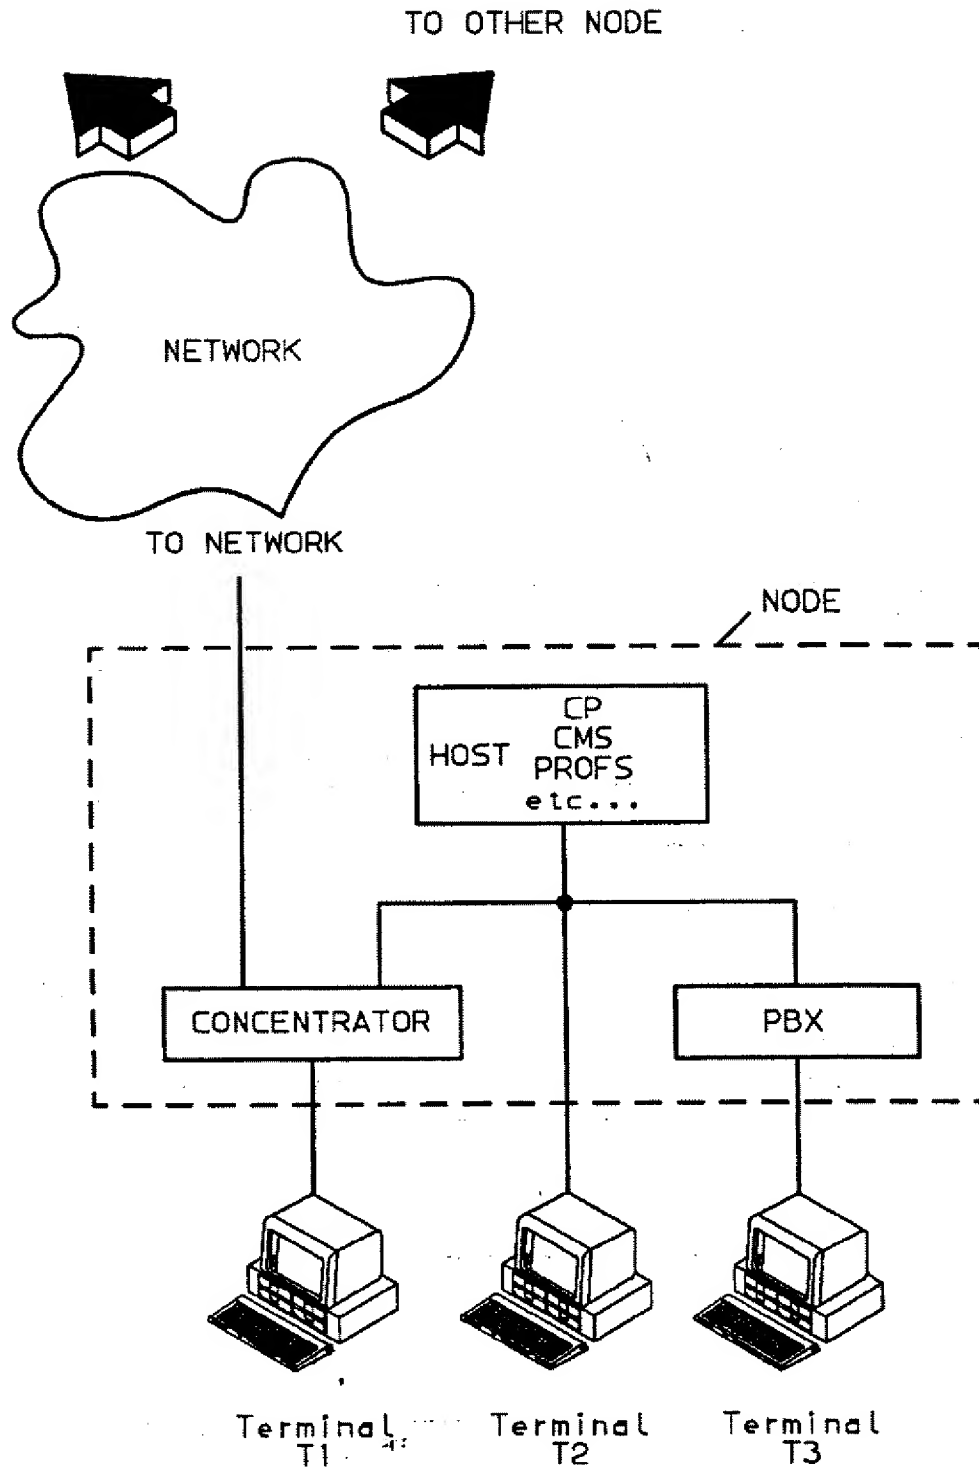 TO OTHER NODE
NETWORK
TO NETWORK
NODE
CP
CMS
HOST PROFS
etc...
CONCENTRATOR
PBX
Terminal
T1
Terminal
T2
Terminal
T3